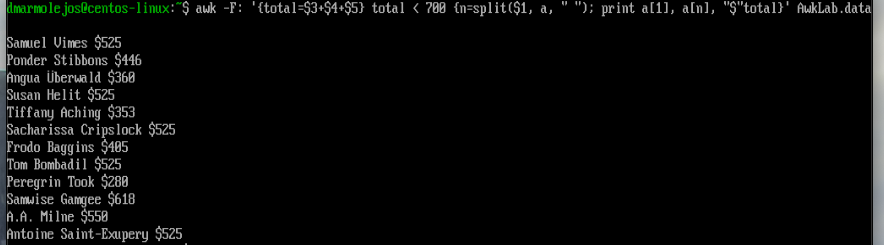 dmarmolejos@centos-linux:~$ awk -F: '{total=$3+$4+$5} total < 700 {n=split($1, a, " "); print a[1], a[n], "$"total}' AwkLab.data
Samuel Vimes $525
Ponder Stibbons $446
Angua Überwald $360
Susan Helit $525
Tiffany Aching $353
Sacharissa Cripslock $525
Frodo Baggins $405
Tom Bombadil $525
Peregrin Took $280
Samwise Gamgee $618
A.A. Milne $550
Antoine Saint-Exupery $525